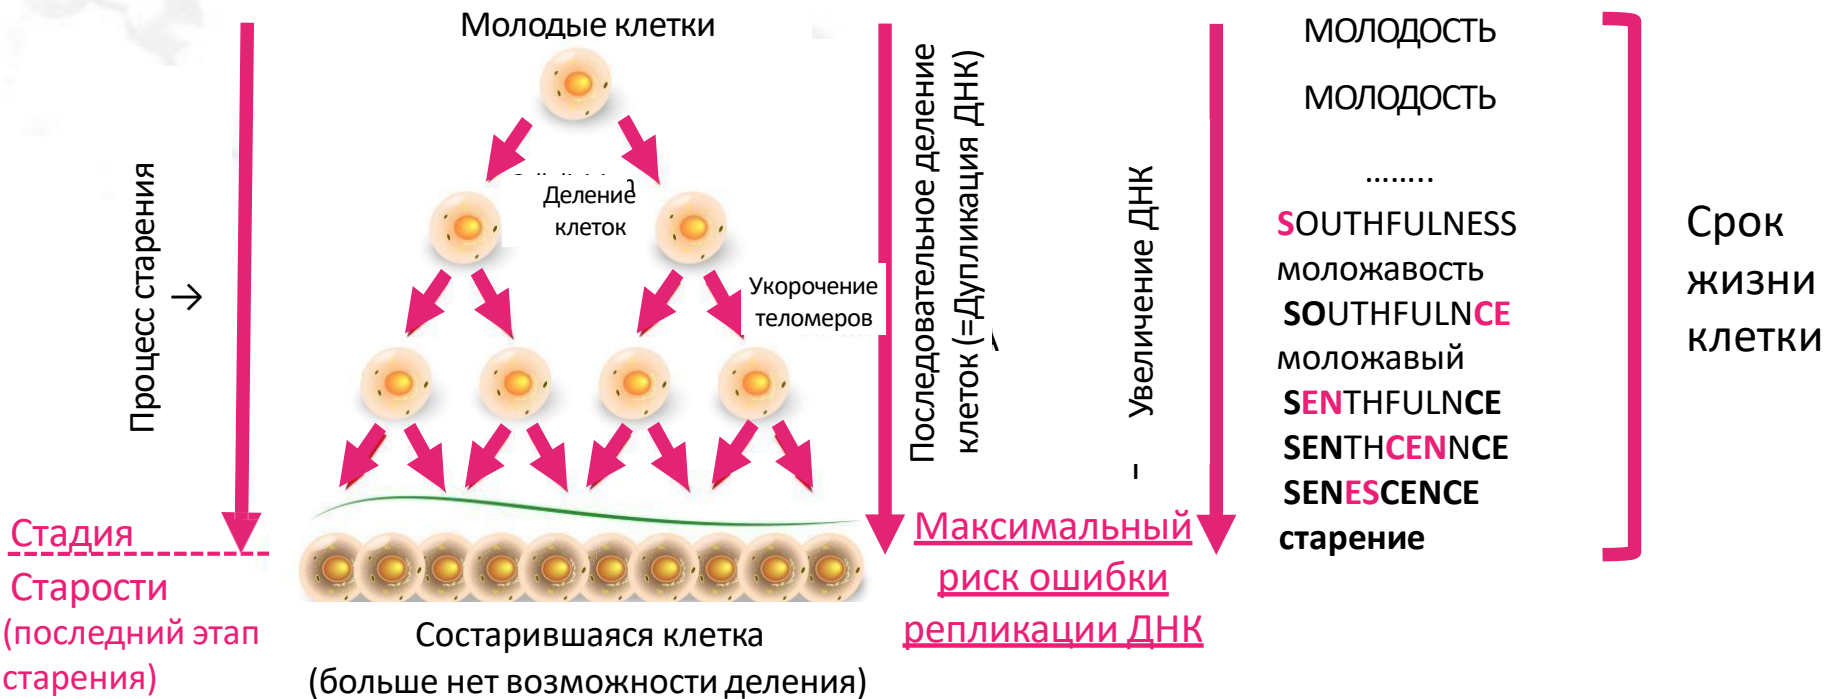 Молодые клетки
Процесс старения →
Деление
клеток
Укорочение
теломеров
Стадия
Старости
(последний этап
старения)
Состарившаяся клетка
(больше нет возможности деления)
Последовательное деление
клеток (=Дупликация ДНК)
– Увеличение ДНК
Максимальный
риск ошибки
репликации ДНК
МОЛОДОСТЬ
МОЛОДОСТЬ
........
SOUTHFULNESS
моложавость
SOUTHFULNCE
моложавый
SENTHFULNCE
SENTHCENNCE
SENESCENCE
старение
Срок
жизни
клетки